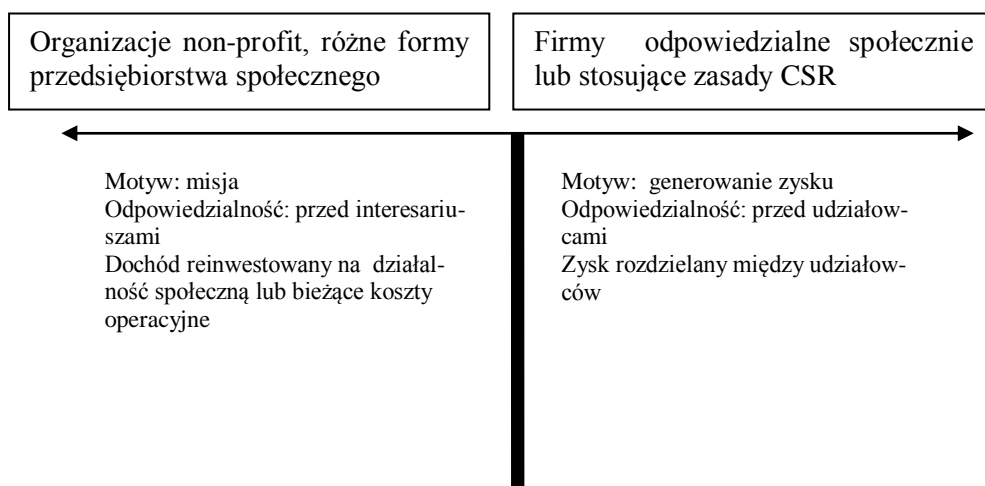 Organizacje non-profit, różne formy
przedsiębiorstwa społecznego
Firmy odpowiedzialne społecznie
lub stosujące zasady CSR
Motyw: misja
Odpowiedzialność: przed interesariu-
szami
Dochód reinwestowany na działal-
ność społeczną lub bieżące koszty
operacyjne
Motyw: generowanie zysku
Odpowiedzialność: przed udziałow-
cami
Zysk rozdzielany między udziałow-
ców